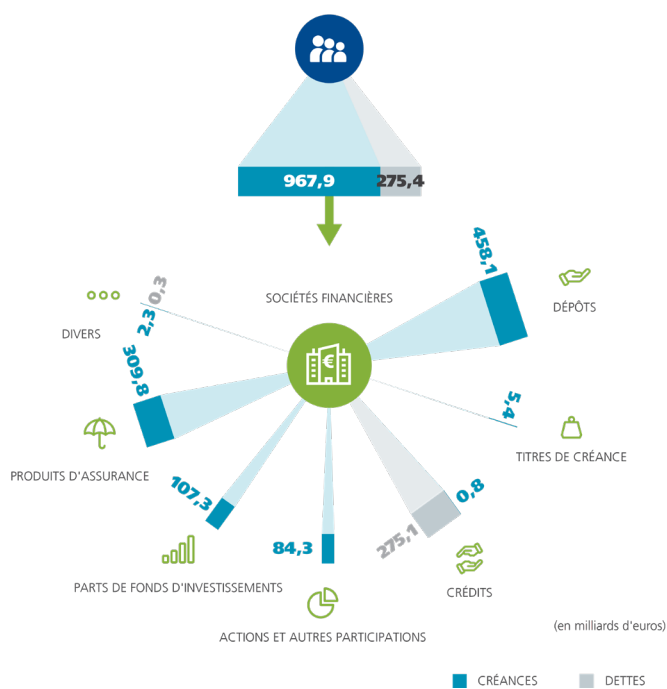 967,9
275,4
SOCIÉTÉS FINANCIÈRES
458,1
DÉPÔTS
0,3
2,3
DIVERS
309,8
5,4
TITRES DE CRÉANCE
PRODUITS D'ASSURANCE
107,3
0,8
275,1
84,3
PARTS DE FONDS D'INVESTISSEMENTS
CRÉDITS
ACTIONS ET AUTRES PARTICIPATIONS
(en milliards d'euros)
CRÉANCES
DETTES
€